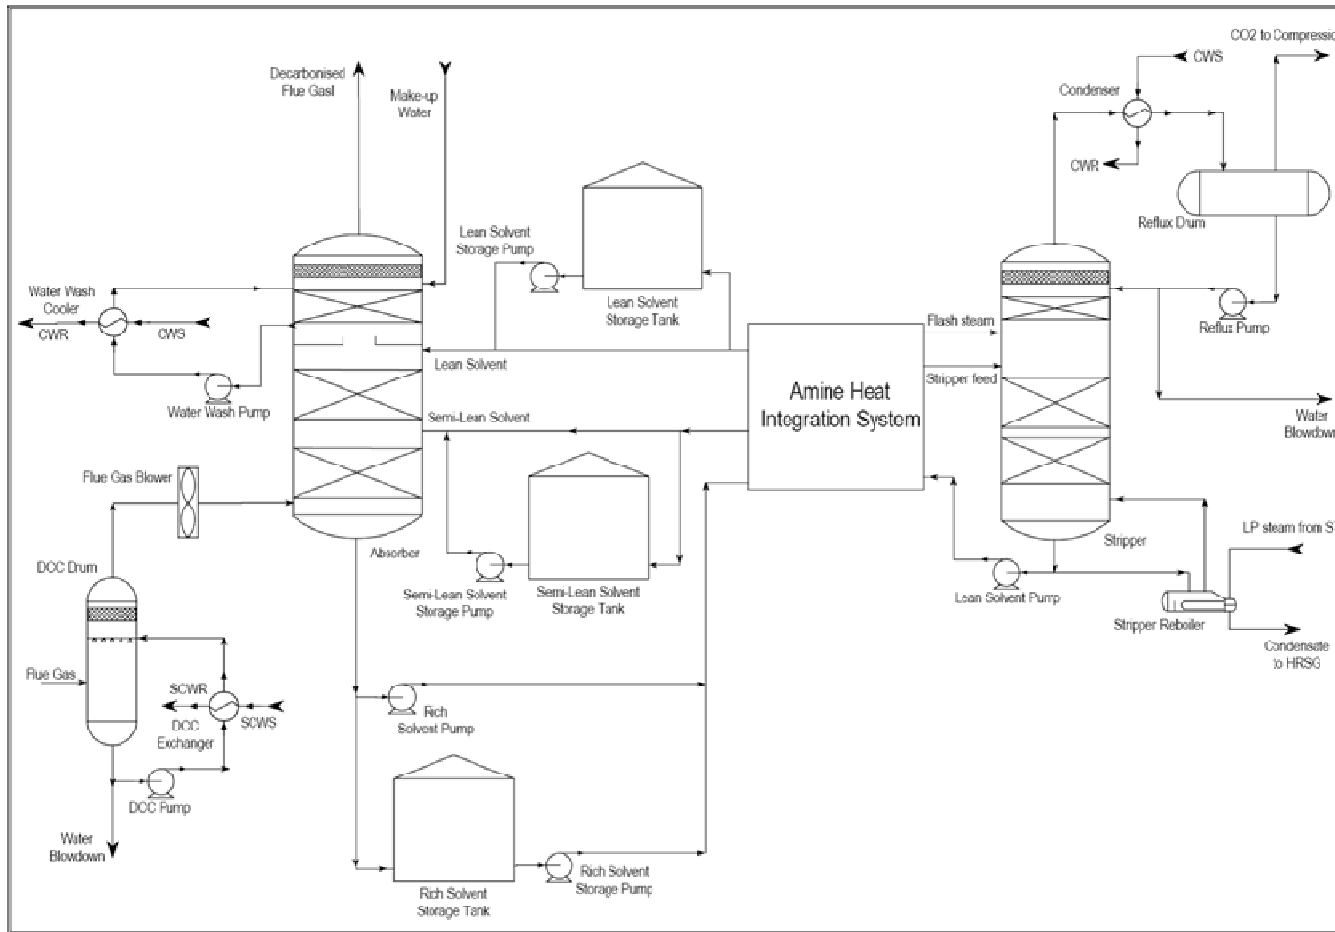 CO2 to Compressio
CWS
Decarbonised
Flue Gasl
Make-up
Water
Condenser
CWR
Reflux Drum
Lean Solvent
Storage Pump
Water Wash
Cooler
CWR
CWS
Lean Solvent
Storage Tank
Flash steam
Reflux Pump
Lean Solvent
Stripper feed
Amine Heat
Integration System
Water Wash Pump
Semi-Lean Solvent
Water
Blowdown
Flue Gas Blower
LP steam from S
Absorber
Stripper
DCC Drum
Semi-Lean Solvent
Storage Pump
Semi-Lean Solvent
Storage Tank
Lean Solvent Pump
Stripper Reboiler
Condensate
to HRSG
Flue Gas
SCWR
SCWS
DCC
Exchanger
Rich
Solvent Pump
DCC Pump
Water
Blowdown
Rich Solvent
Storage Tank
Rich Solvent
Storage Pump